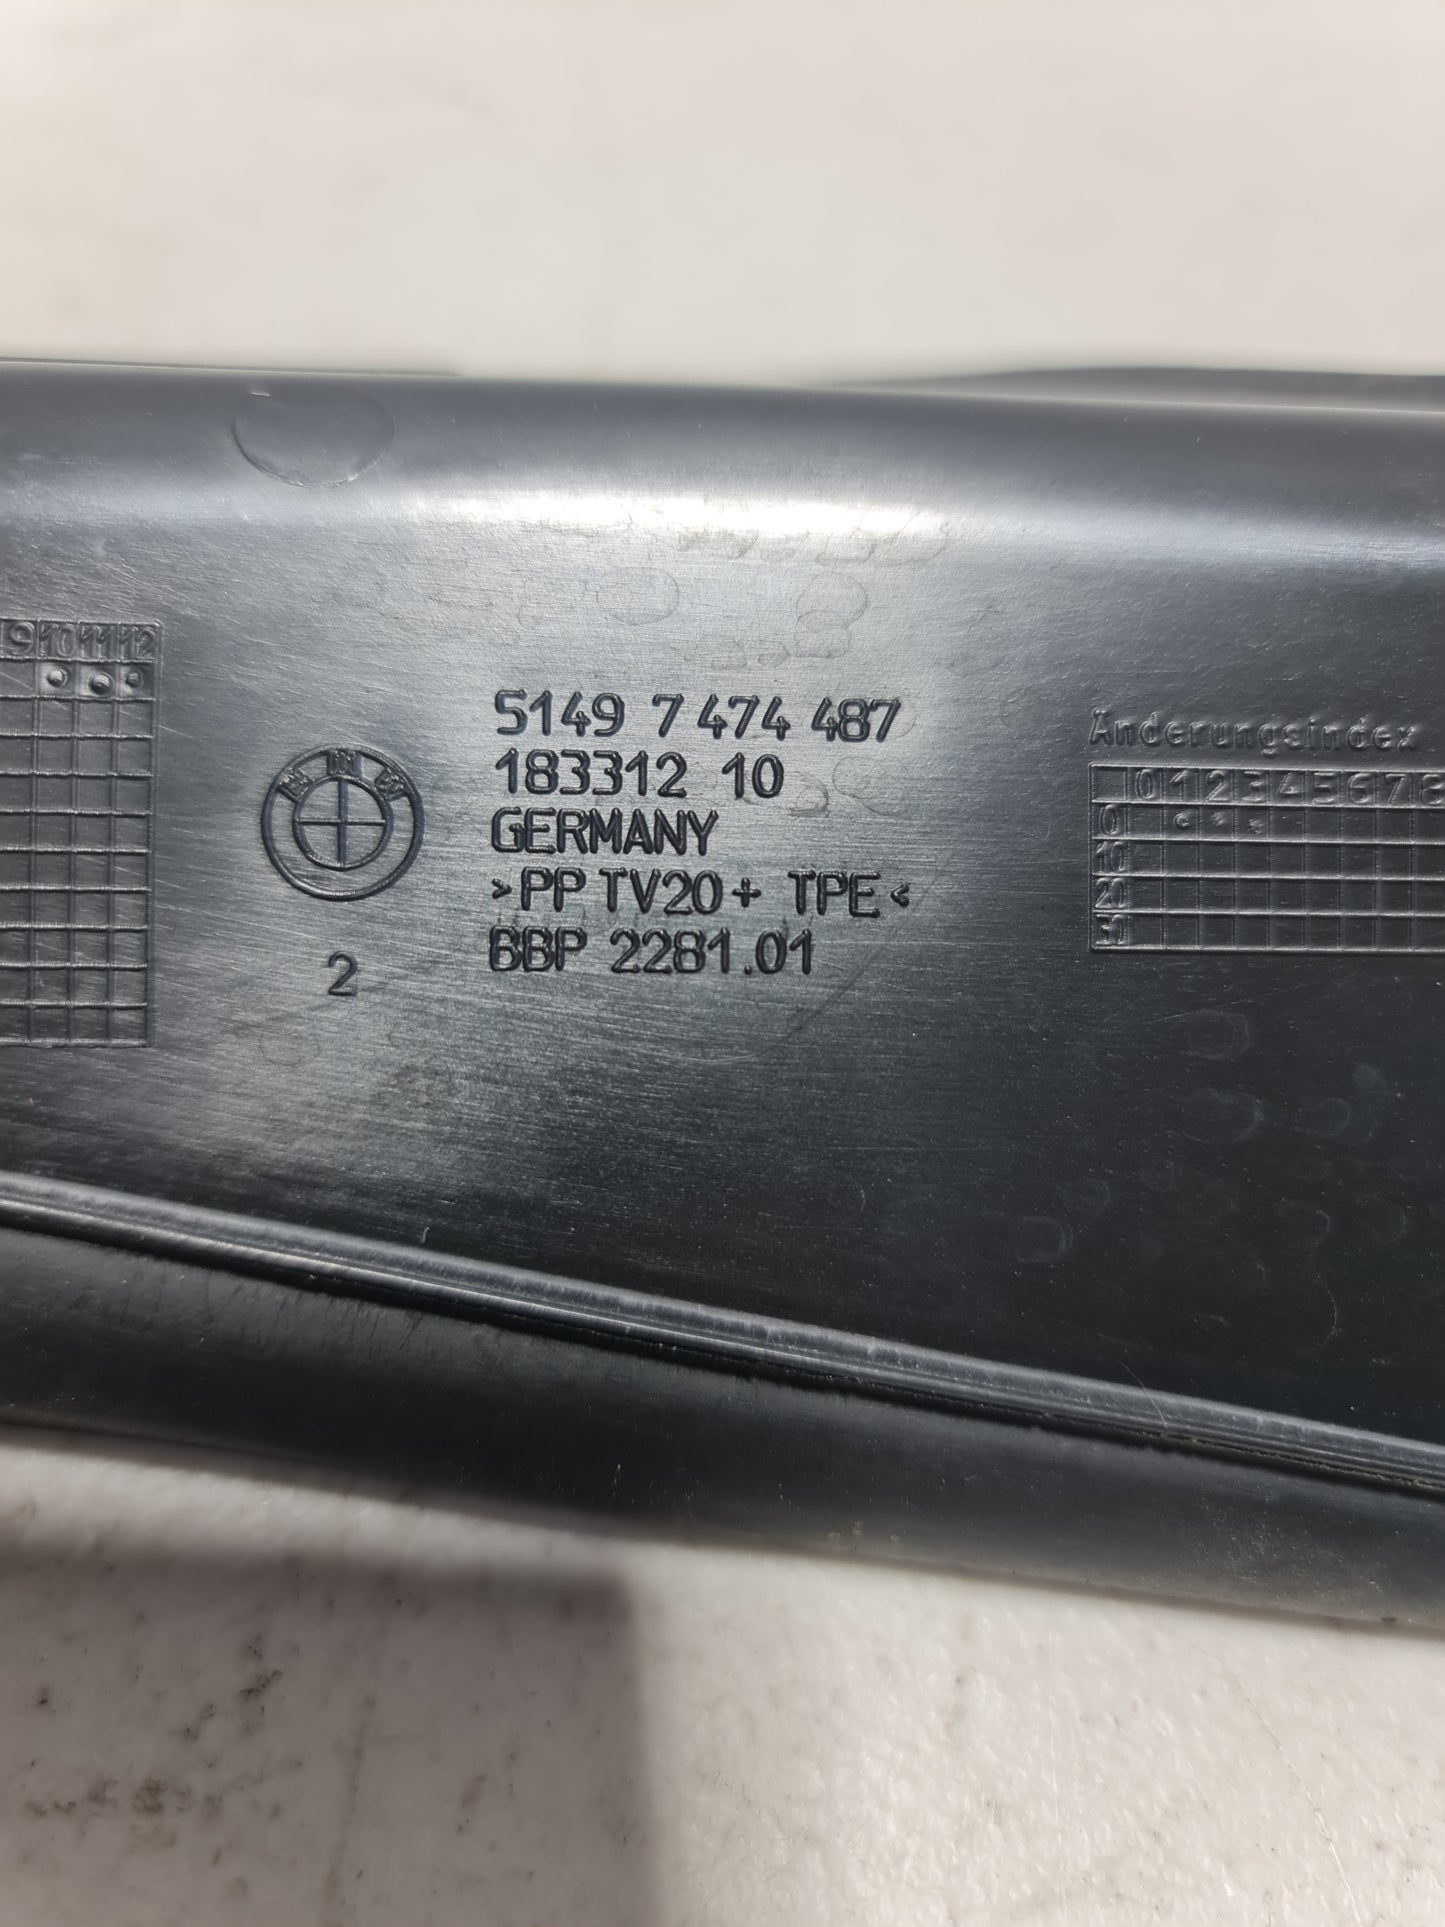 9 10 11 12
5149 7 474 487
183312 10
GERMANY
>PP TV20 + TPE<
BBP 2281.01
BMW
2
Änderungsindex
0 1 2 3 4 5 6 7 8
0
10
20
30